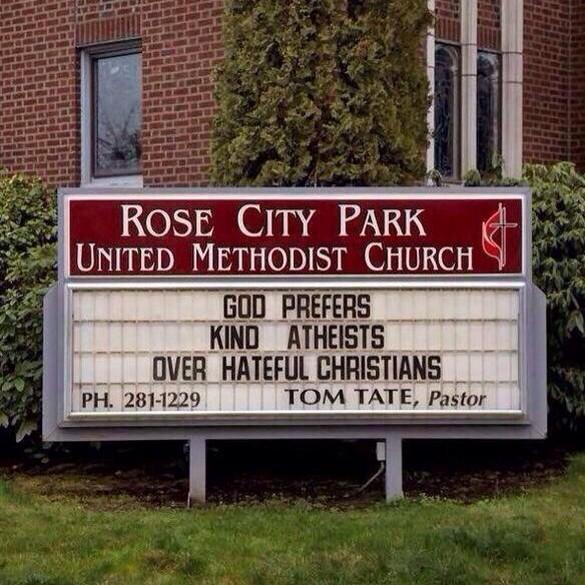 ROSE CITY PARK
UNITED METHODIST CHURCH
GOD PREFERS
KIND ATHEISTS
OVER HATEFUL CHRISTIANS
PH. 281-1229 TOM TATE, Pastor